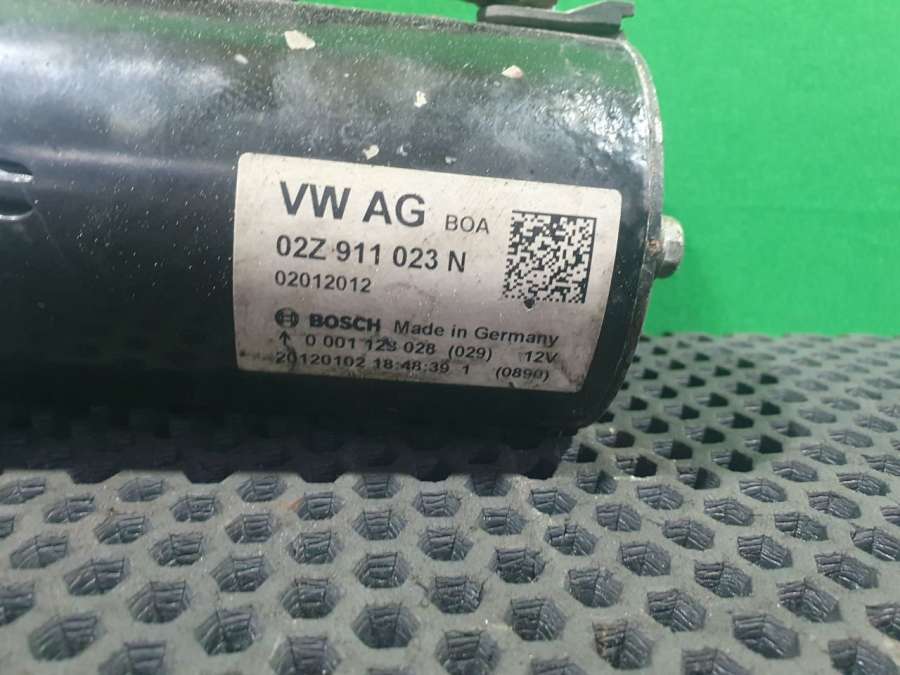 VW AG BOA
02Z 911 023 N
02012012
BOSCH Made in Germany
↑ 0 001 123 028 (029) 12V
20120102 18:48:39 1 (0890)